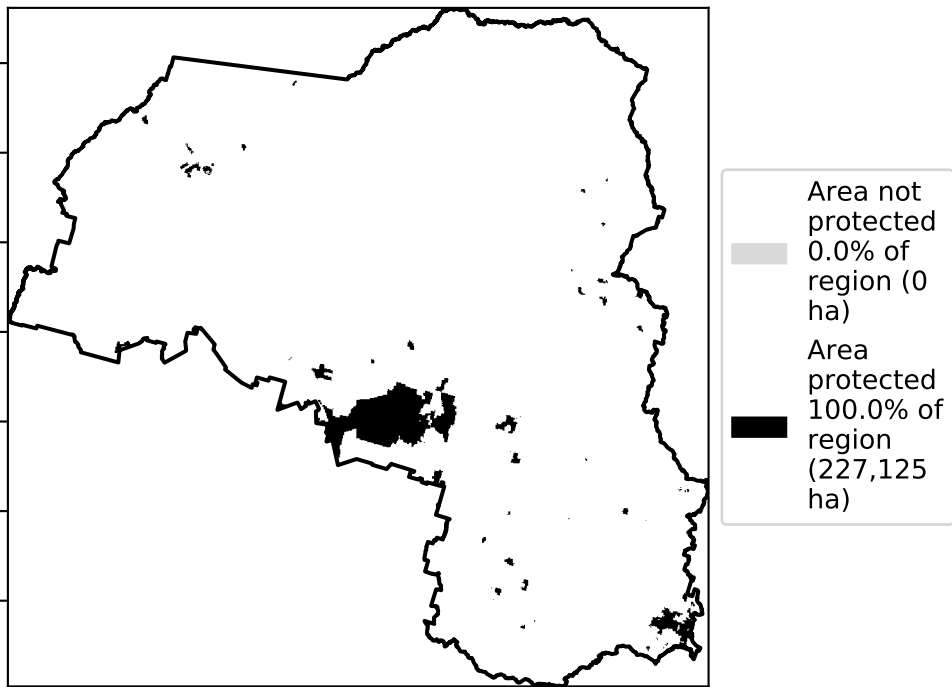 Area not
protected
0.0% of
region (0
ha)
Area
protected
100.0% of
region
(227,125
ha)